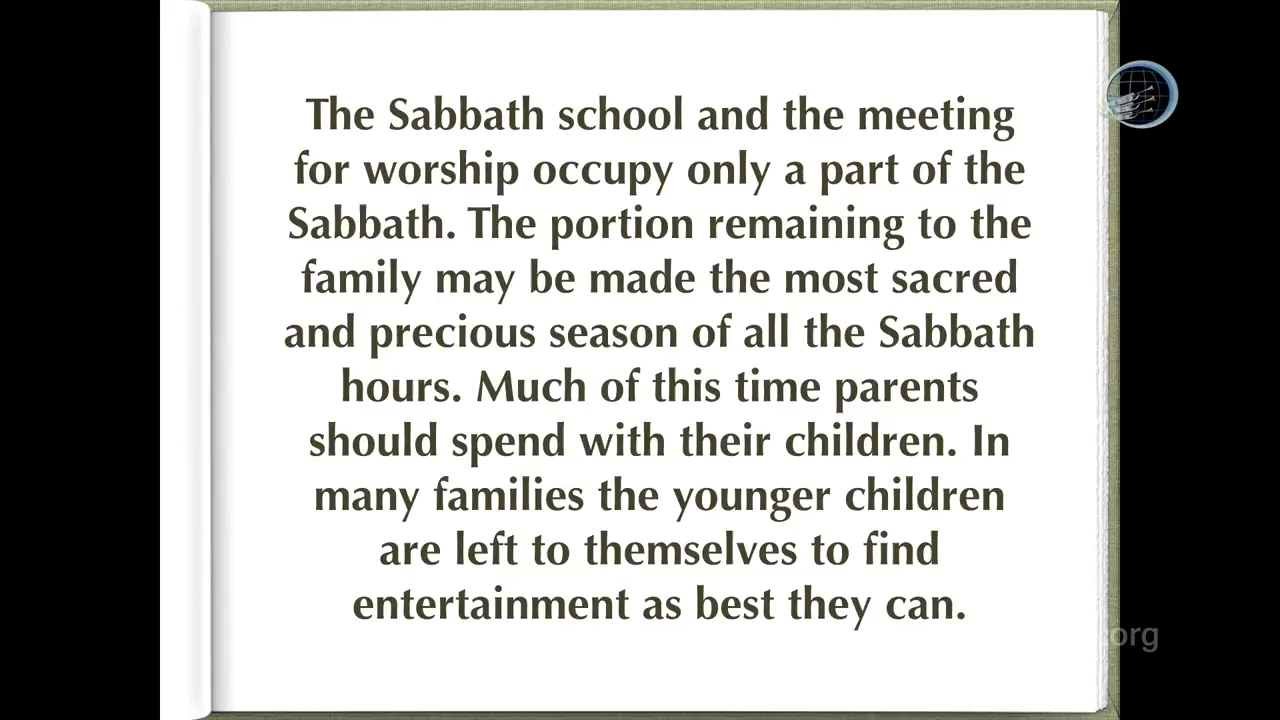 The Sabbath school and the meeting
for worship occupy only a part of the
Sabbath. The portion remaining to the
family may be made the most sacred
and precious season of all the Sabbath
hours. Much of this time parents
should spend with their children. In
many families the younger children
are left to themselves to find
entertainment as best they can.
.org